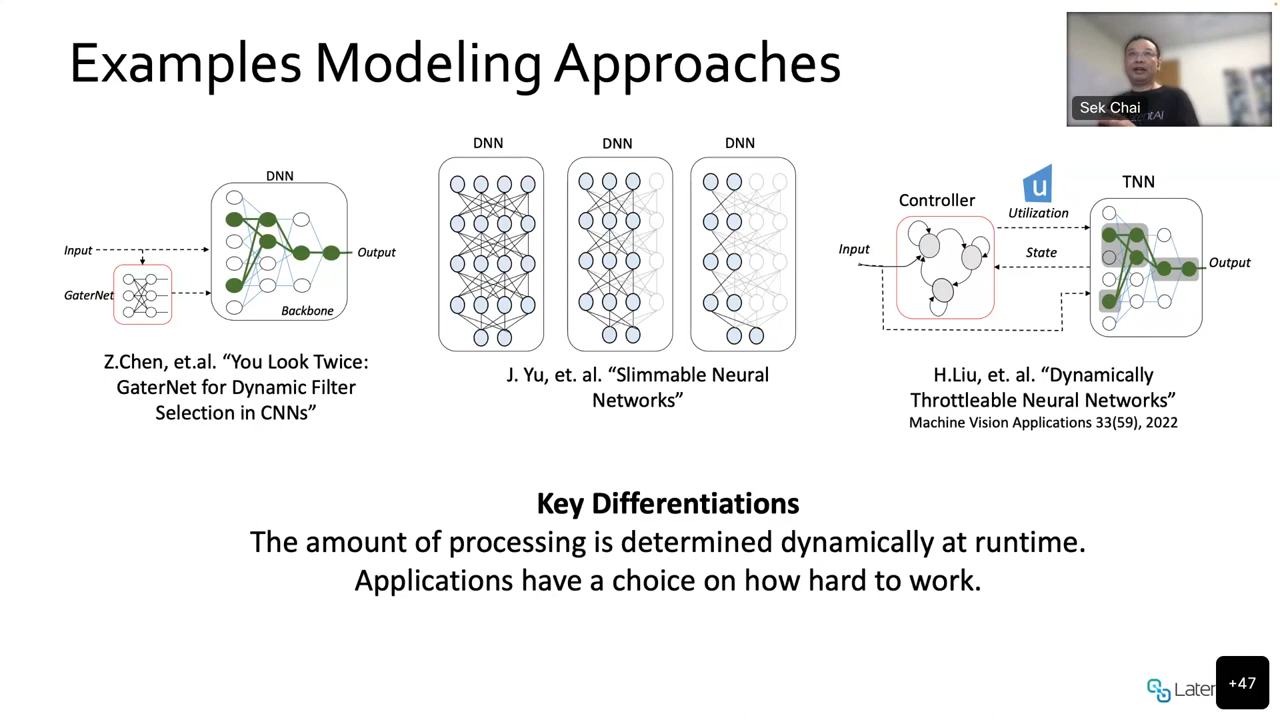 Examples Modeling Approaches
Sek Chai
DNN
Input
GaterNet
Output
Backbone
Z.Chen, et.al. “You Look Twice:
GaterNet for Dynamic Filter
Selection in CNNs”
DNN
DNN
DNN
J. Yu, et. al. “Slimmable Neural
Networks”
Controller
u
Utilization
TNN
Input
State
Output
H.Liu, et. al. “Dynamically
Throttleable Neural Networks”
Machine Vision Applications 33(59), 2022
Key Differentiations
The amount of processing is determined dynamically at runtime.
Applications have a choice on how hard to work.
Later
+47